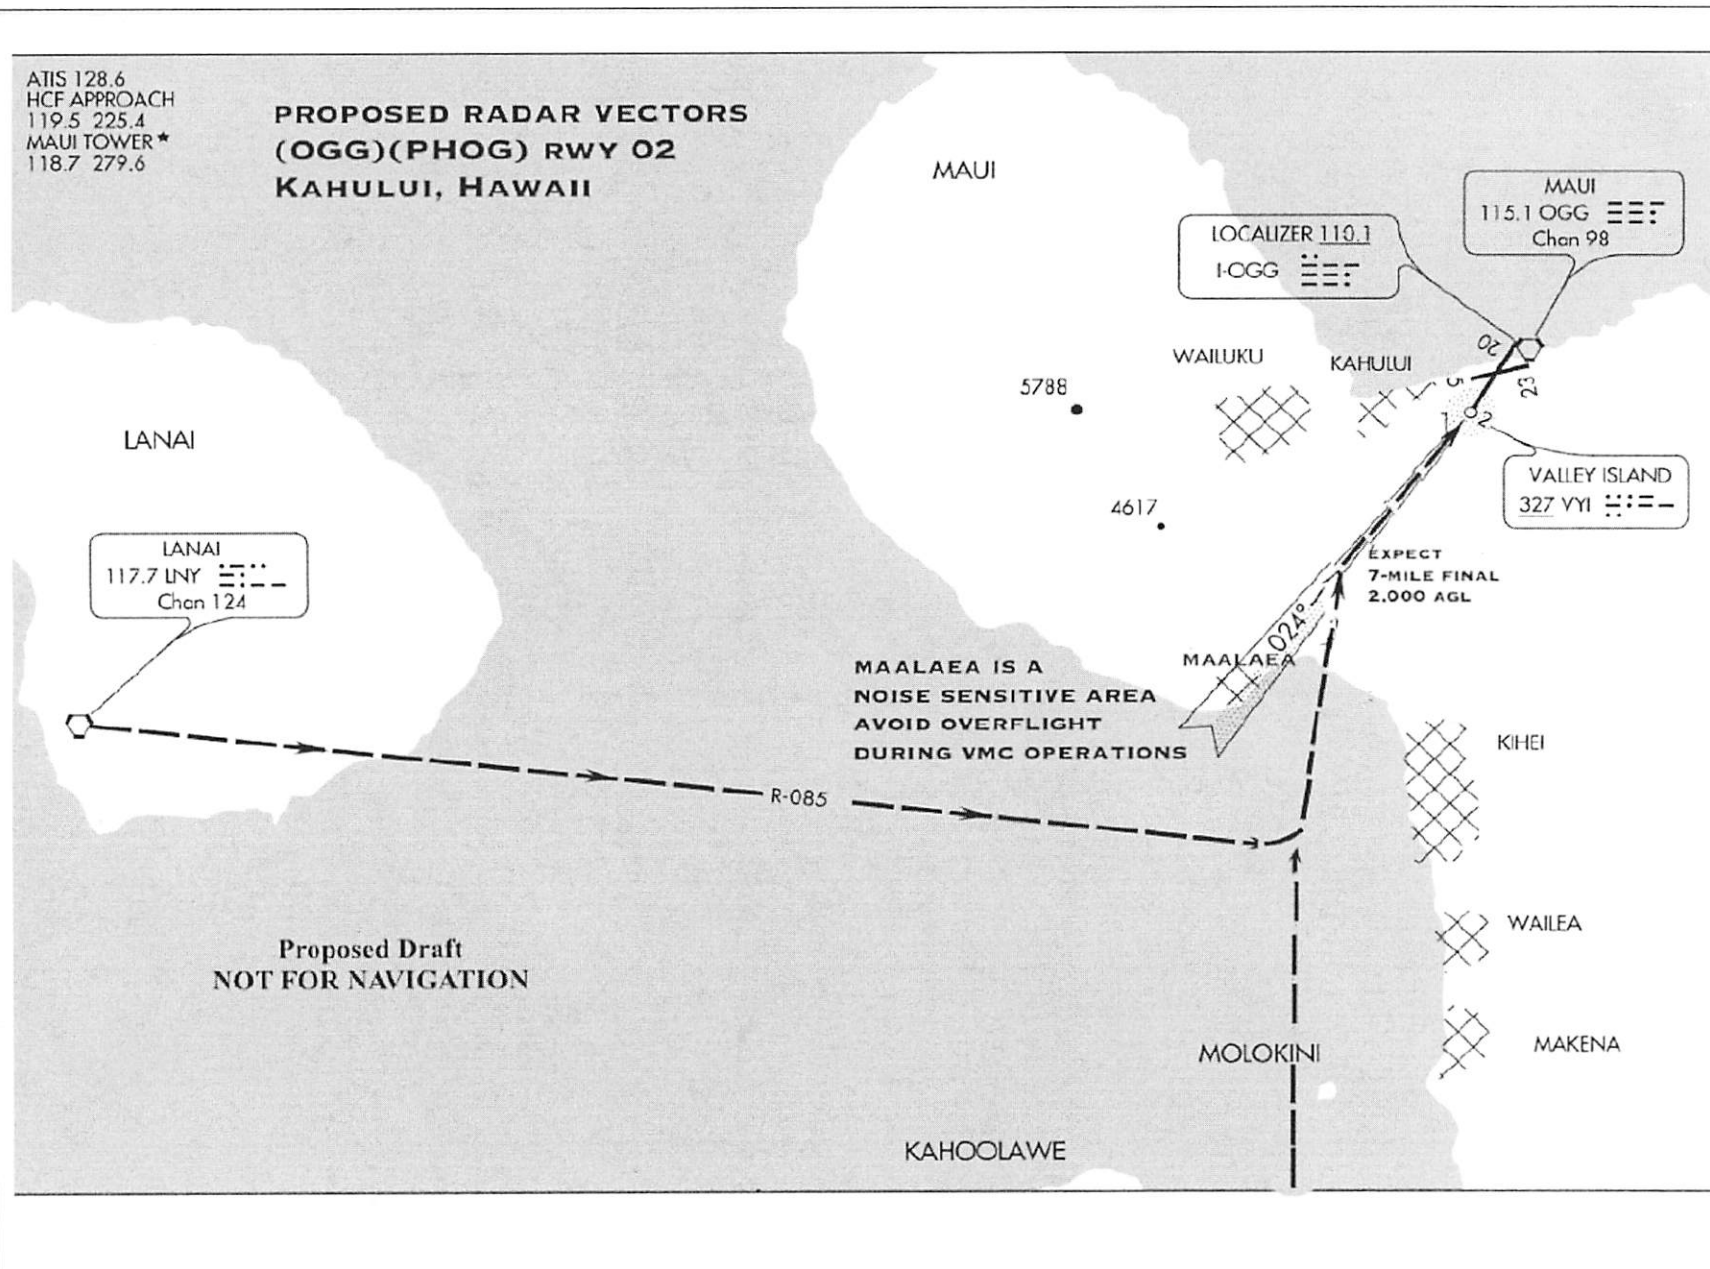 ATIS 128.6
HCF APPROACH
119.5 225.4
MAUI TOWER★
118.7 279.6
PROPOSED RADAR VECTORS
(OGG)(PHOG) RWY 02
KAHULUI, HAWAII
MAUI
MAUI
115.1 OGG
Chan 98
LOCALIZER 110.1
I-OGG
WAILUKU
KAHULUI
20
5
23
2
5788
4617
VALLEY ISLAND
327 VYI
LANAI
LANAI
117.7 LNY
Chan 124
EXPECT
7-MILE FINAL
2,000 AGL
024°
MAALAEA
MAALAEA IS A
NOISE SENSITIVE AREA
AVOID OVERFLIGHT
DURING VMC OPERATIONS
KIHEI
R-085
WAILEA
Proposed Draft
NOT FOR NAVIGATION
MAKENA
MOLOKINI
KAHOOLAWE